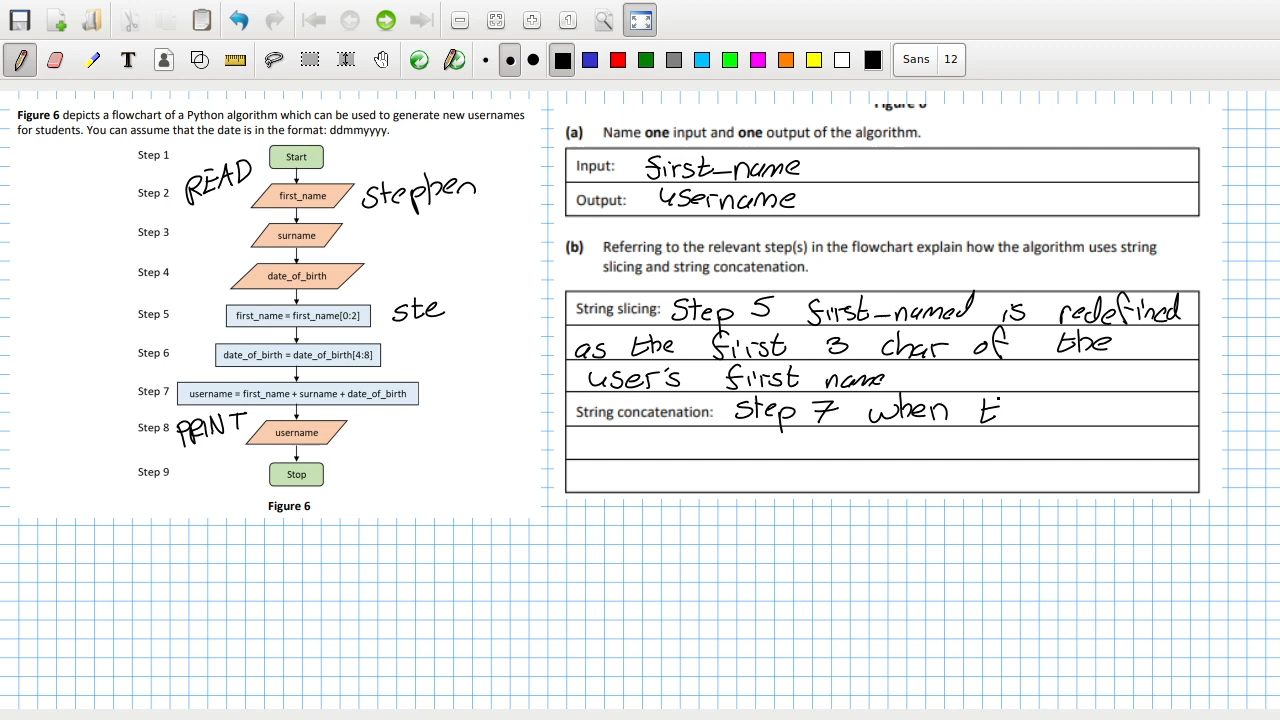 Sans 12
Figure 6 depicts a flowchart of a Python algorithm which can be used to generate new usernames
for students. You can assume that the date is in the format: ddmmyyyy.
Step 1 Start
Step 2 READ first_name Stephen
Step 3 surname
Step 4 date_of_birth
Step 5 first_name = first_name[0:2] ste
Step 6 date_of_birth = date_of_birth[4:8]
Step 7 username = first_name + surname + date_of_birth
Step 8 PRINT username
Step 9 Stop
Figure 6
Figure 6
(a) Name one input and one output of the algorithm.
Input: first_name
Output: username
(b) Referring to the relevant step(s) in the flowchart explain how the algorithm uses string
slicing and string concatenation.
String slicing: Step 5 first_named is redefined
as the first 3 char of the
user's first name
String concatenation: Step 7 when t